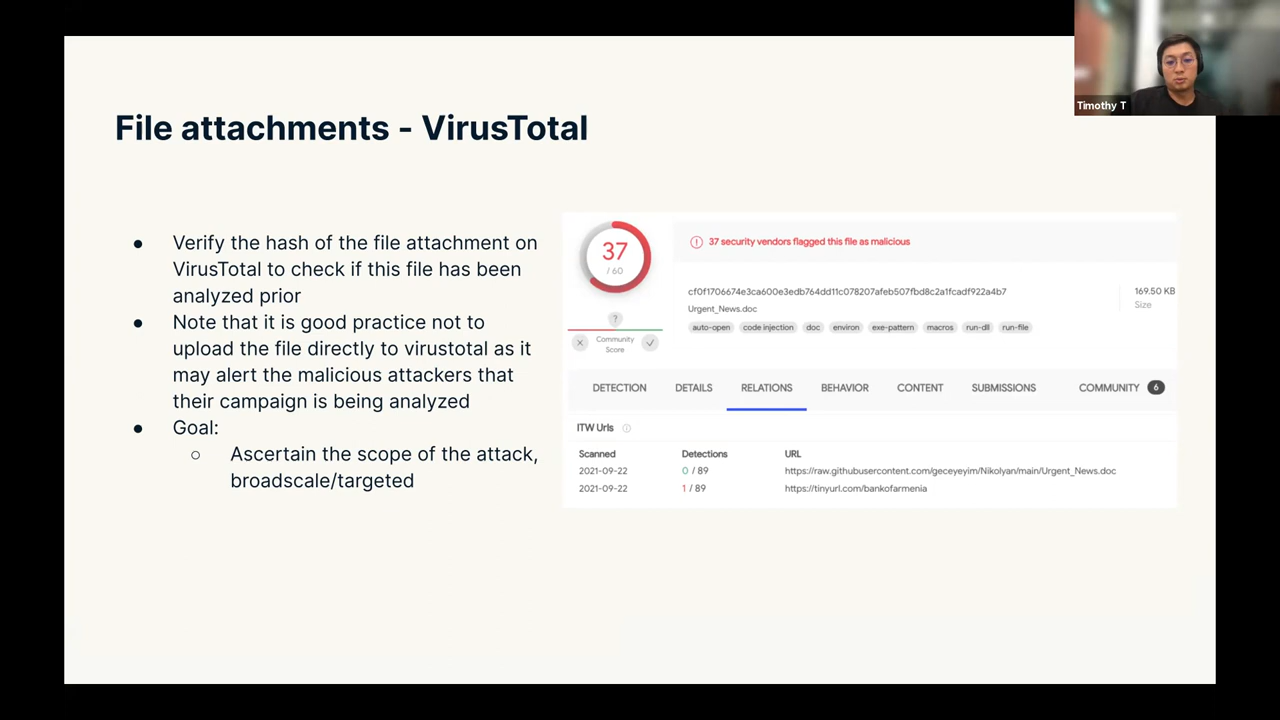 Timothy T
File attachments - VirusTotal
● Verify the hash of the file attachment on
VirusTotal to check if this file has been
analyzed prior
● Note that it is good practice not to
upload the file directly to virustotal as it
may alert the malicious attackers that
their campaign is being analyzed
● Goal:
○ Ascertain the scope of the attack,
broadscale/targeted
37
/ 60
?
Community
Score
37 security vendors flagged this file as malicious
cf0f1706674e3ca600e3edb764dd11c078207afeb507fbd8c2a1fcadf922a4b7
Urgent_News.doc
auto-open code injection doc environ exe-pattern macros run-dll run-file
169.50 KB
Size
DETECTION DETAILS RELATIONS BEHAVIOR CONTENT SUBMISSIONS COMMUNITY 6
ITW Urls
Scanned Detections URL
2021-09-22 0 / 89 https://raw.githubusercontent.com/geceyeyim/Nikolyan/main/Urgent_News.doc
2021-09-22 1 / 89 https://tinyurl.com/bankofarmenia